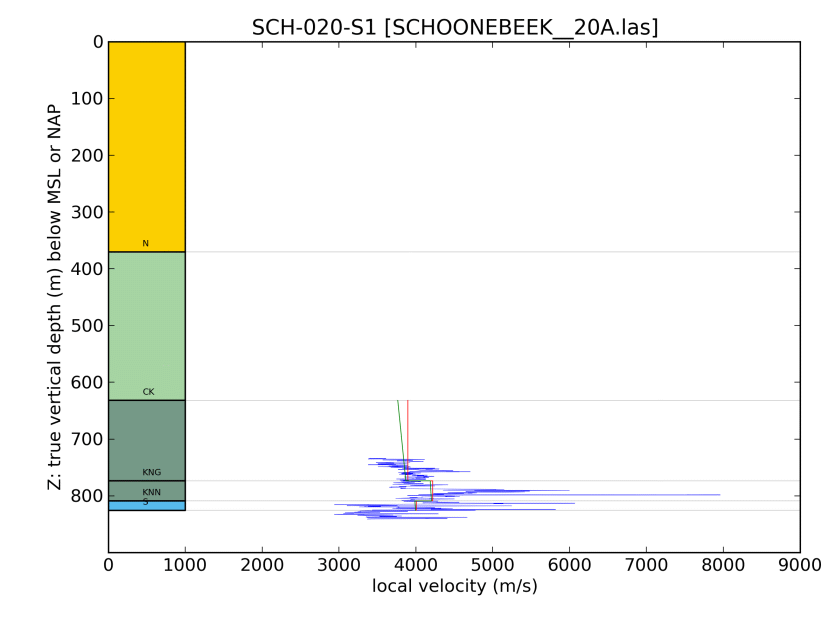 SCH-020-S1 [SCHOONEBEEK__20A.las]
Z: true vertical depth (m) below MSL or NAP
0
100
200
300
400
500
600
700
800
N
CK
KNG
KNN
S
0 1000 2000 3000 4000 5000 6000 7000 8000 9000
local velocity (m/s)